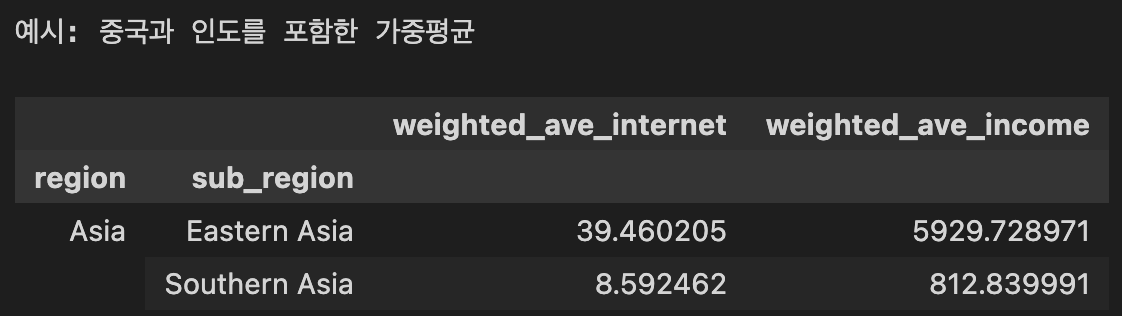 예시: 중국과 인도를 포함한 가중평균
weighted_ave_internet weighted_ave_income
region sub_region
Asia Eastern Asia 39.460205 5929.728971
Southern Asia 8.592462 812.839991